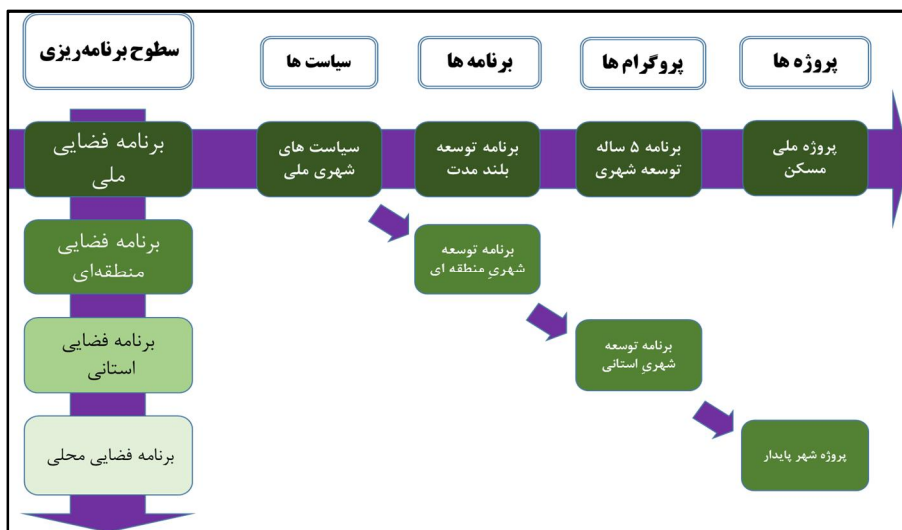 سطوح برنامه‌ریزی
سیاست ها
برنامه ها
پروگرام ها
پروژه ها
برنامه فضایی
ملی
سیاست های
شهری ملی
برنامه توسعه
بلند مدت
برنامه ۵ ساله
توسعه شهری
پروژه ملی
مسکن
برنامه فضایی
منطقه‌ای
برنامه توسعه
شهریِ منطقه ای
برنامه فضایی
استانی
برنامه توسعه
شهریِ استانی
برنامه فضایی محلی
پروژه شهر پایدار